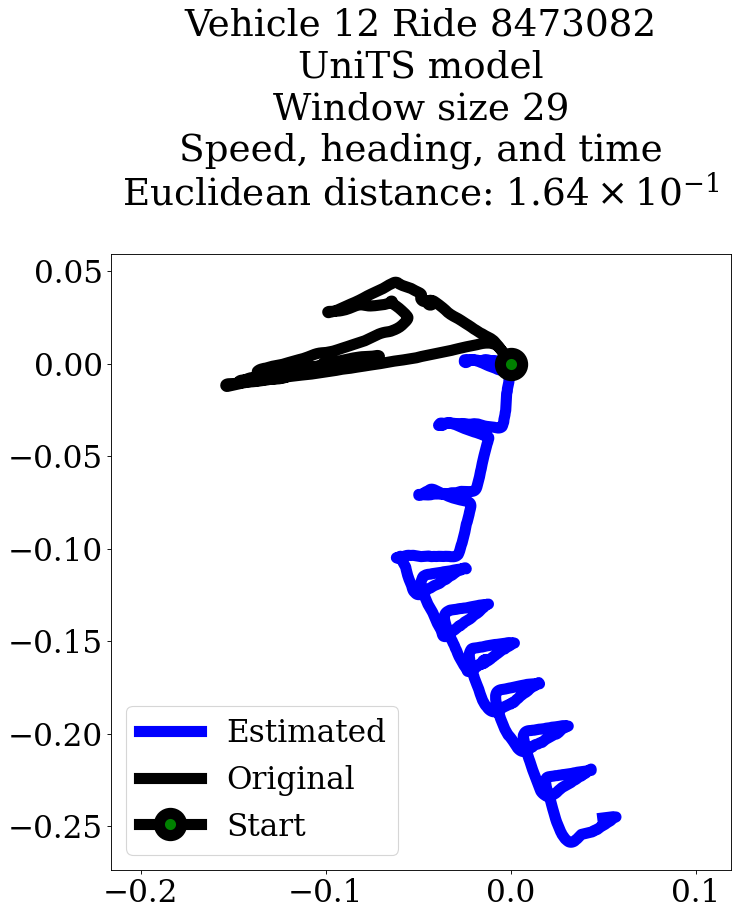 Vehicle 12 Ride 8473082
UniTS model
Window size 29
Speed, heading, and time
Euclidean distance: 1.64 × 10⁻¹
0.05
0.00
−0.05
−0.10
−0.15
−0.20
−0.25
Estimated
Original
Start
−0.2
−0.1
0.0
0.1